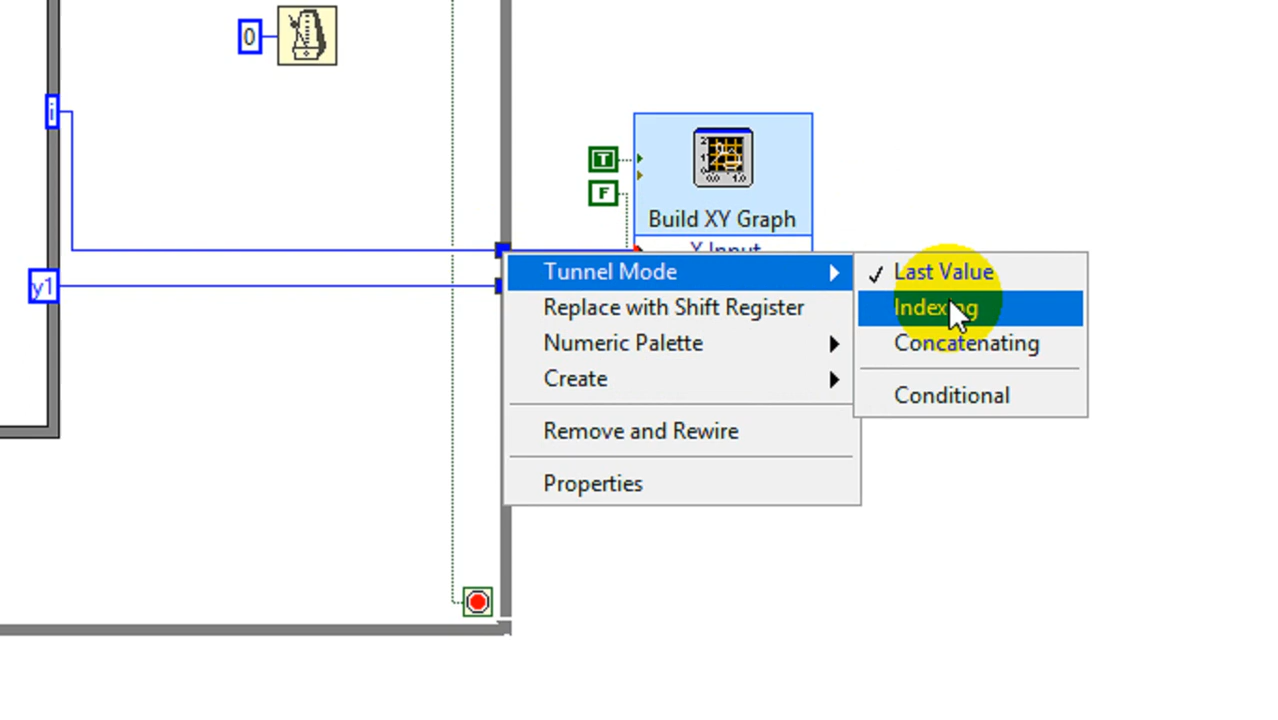 0
i
T
F
Build XY Graph
X Input
y1
Tunnel Mode
Replace with Shift Register
Numeric Palette
Create
Remove and Rewire
Properties
Last Value
Indexing
Concatenating
Conditional